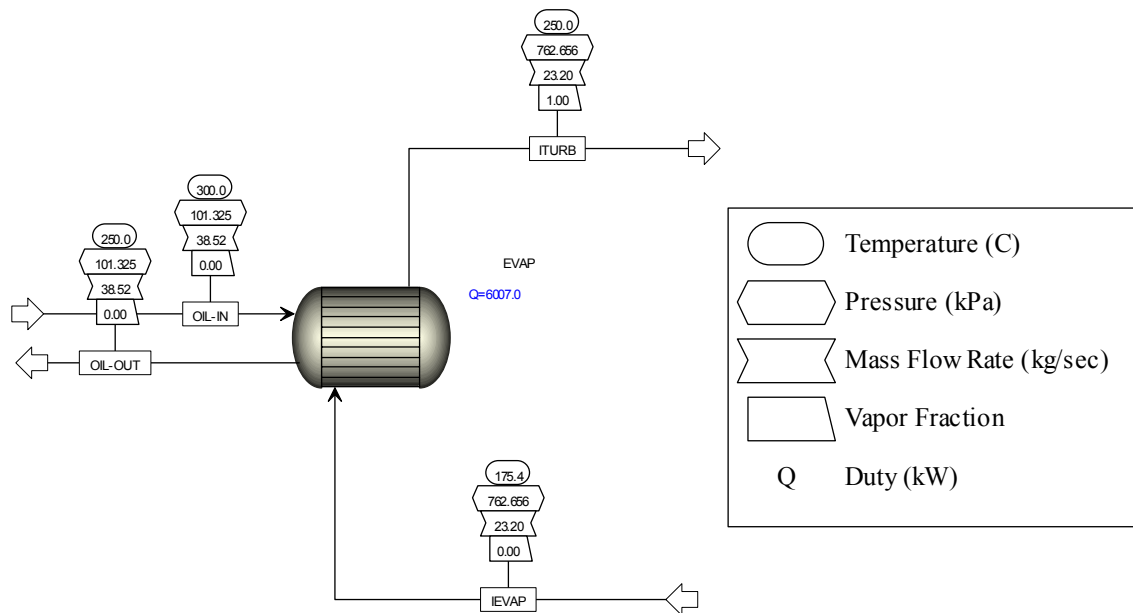 250.0
762.656
23.20
1.00
ITURB
300.0
101.325
38.52
0.00
OIL-IN
250.0
101.325
38.52
0.00
OIL-OUT
EVAP
Q=6007.0
175.4
762.656
23.20
0.00
IEVAP
Temperature (C)
Pressure (kPa)
Mass Flow Rate (kg/sec)
Vapor Fraction
Q Duty (kW)